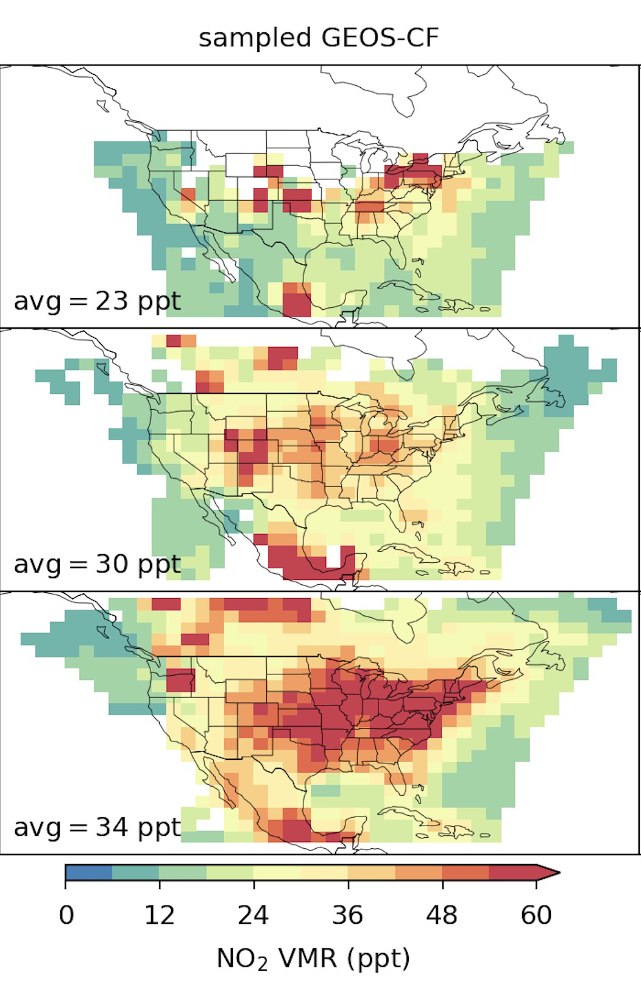 sampled GEOS-CF
avg = 23 ppt
avg = 30 ppt
avg = 34 ppt
0 12 24 36 48 60
NO₂ VMR (ppt)